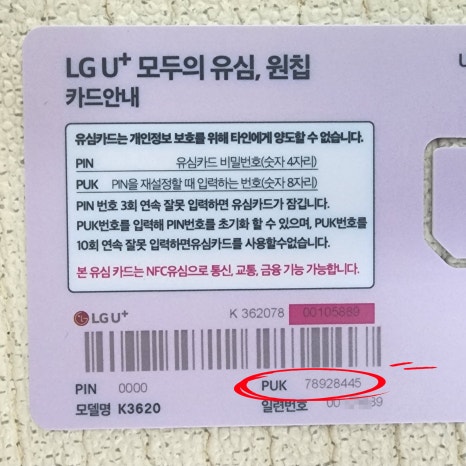 LG U+ 모두의 유심, 원칩
카드안내
유심카드는 개인정보 보호를 위해 타인에게 양도할 수 없습니다.
PIN 유심카드 비밀번호(숫자 4자리)
PUK PIN을 재설정할 때 입력하는 번호(숫자 8자리)
PIN 번호 3회 연속 잘못 입력하면 유심카드가 잠깁니다.
PUK번호를 입력해 PIN번호를 초기화 할 수 있으며, PUK번호를
10회 연속 잘못 입력하면유심카드를 사용할수없습니다.
본 유심 카드는 NFC유심으로 통신, 교통, 금융 기능 가능합니다.
LG U+ K 362078 00105889
PIN 0000 PUK 78928445
모델명 K3620 일련번호 00 89